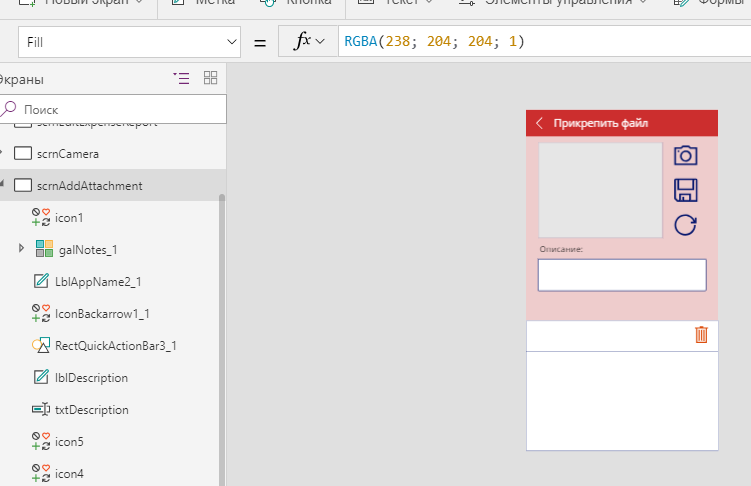 Новый экран
Метка
Кнопка
Текст
Элементы управления
Формы
Fill
=
fx
RGBA(238; 204; 204; 1)
Экраны
Поиск
scrnEditExpenseReport
scrnCamera
scrnAddAttachment
icon1
galNotes_1
LblAppName2_1
IconBackarrow1_1
RectQuickActionBar3_1
lblDescription
txtDescription
icon5
icon4
Прикрепить файл
Описание: